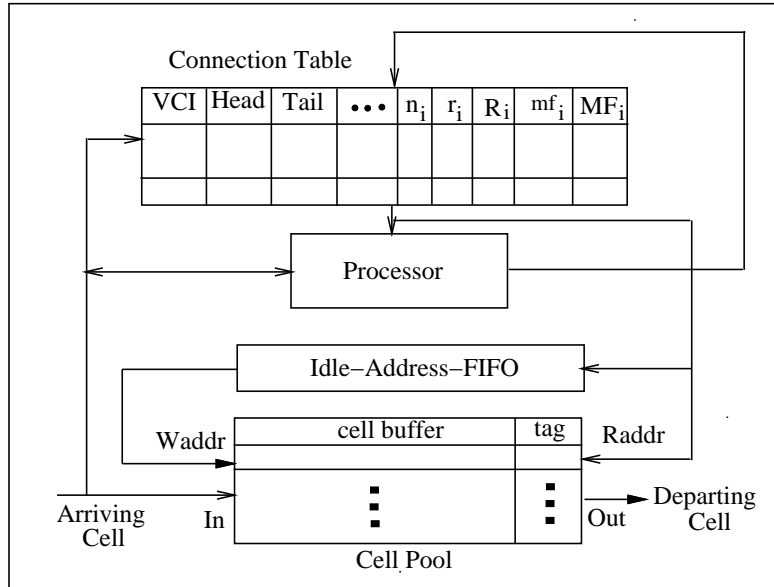 Connection Table
VCI Head Tail ••• n_i r_i R_i mf_i MF_i
Processor
Idle−Address−FIFO
Waddr cell buffer tag Raddr
Arriving Cell
In
Out
Departing Cell
Cell Pool